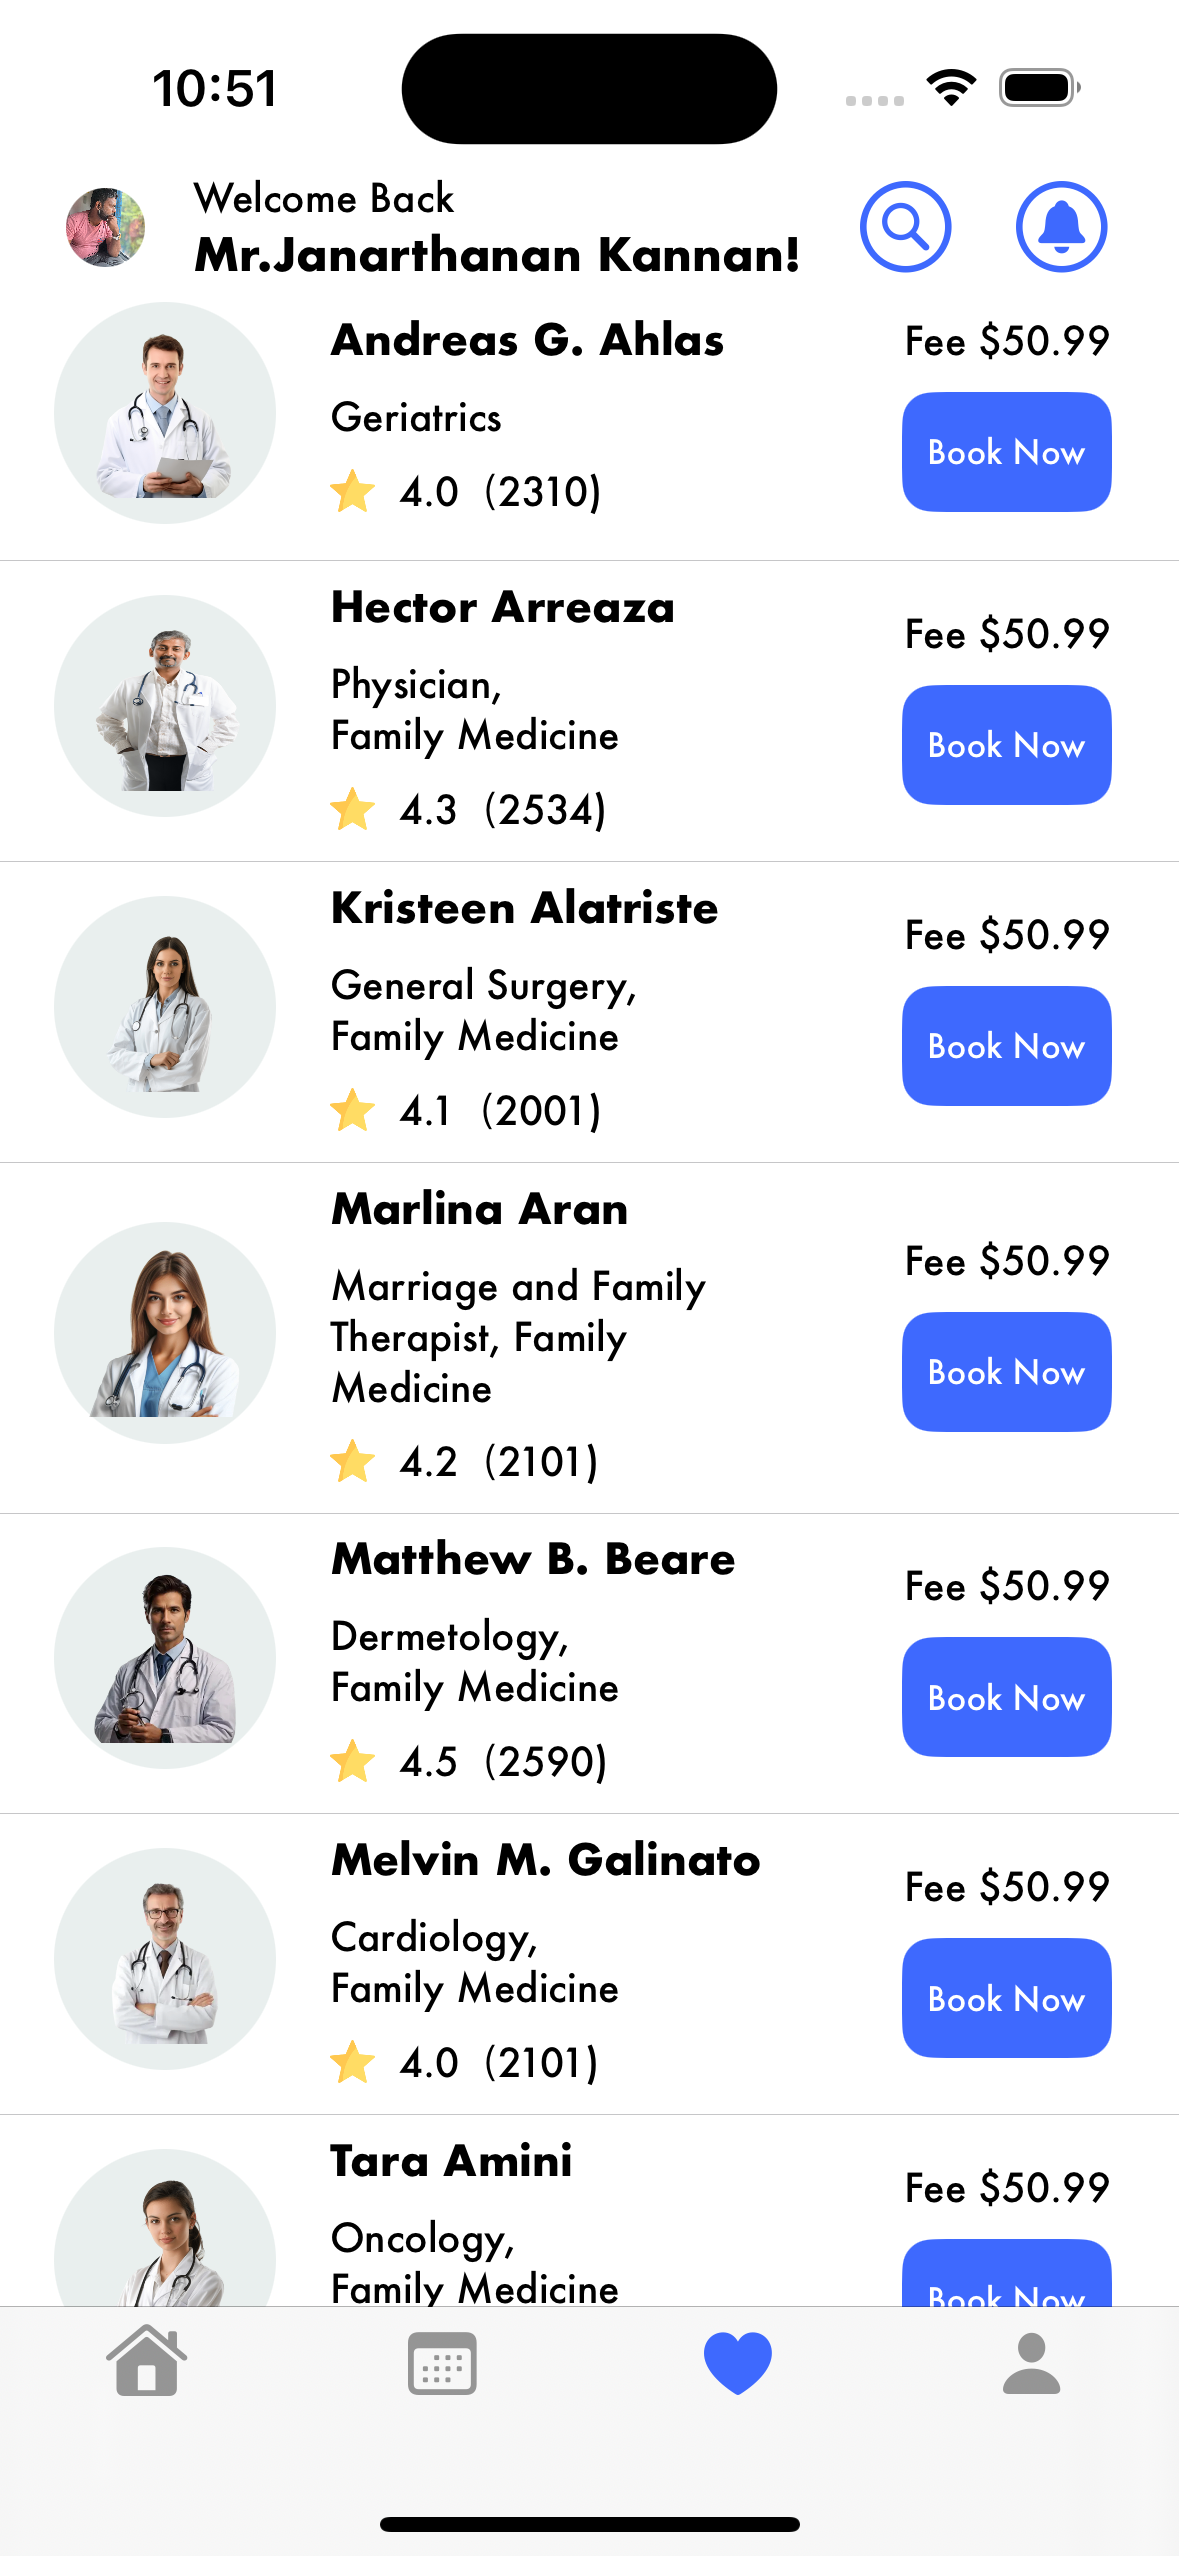 10:51
Welcome Back
Mr.Janarthanan Kannan!
Andreas G. Ahlas
Fee $50.99
Geriatrics
Book Now
4.0 (2310)
Hector Arreaza
Fee $50.99
Physician,
Family Medicine
Book Now
4.3 (2534)
Kristeen Alatriste
Fee $50.99
General Surgery,
Family Medicine
Book Now
4.1 (2001)
Marlina Aran
Fee $50.99
Marriage and Family
Therapist, Family
Medicine
Book Now
4.2 (2101)
Matthew B. Beare
Fee $50.99
Dermetology,
Family Medicine
Book Now
4.5 (2590)
Melvin M. Galinato
Fee $50.99
Cardiology,
Family Medicine
Book Now
4.0 (2101)
Tara Amini
Fee $50.99
Oncology,
Family Medicine
Book Now